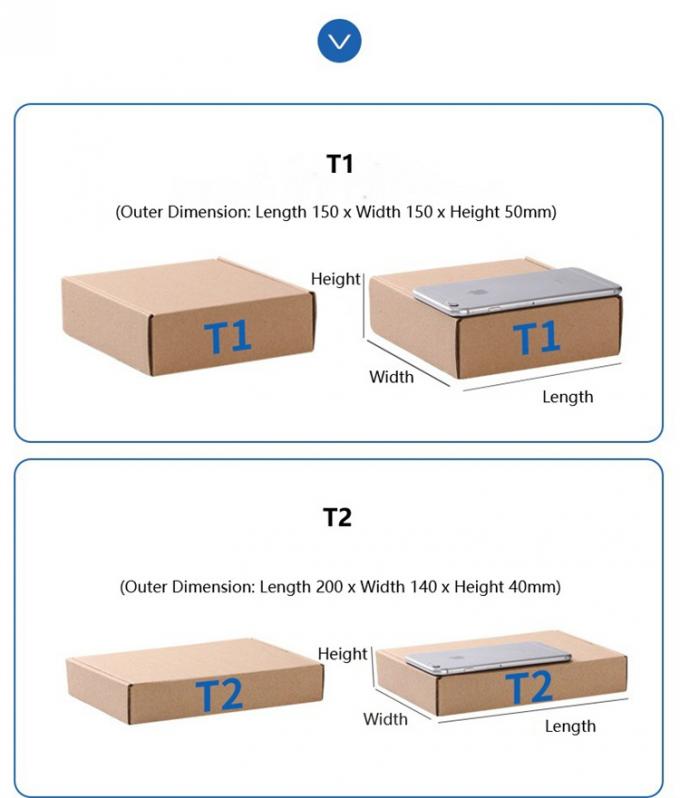 T1
(Outer Dimension: Length 150 x Width 150 x Height 50mm)
Height
T1
T1
Width
Length
T2
(Outer Dimension: Length 200 x Width 140 x Height 40mm)
Height
T2
T2
Width
Length